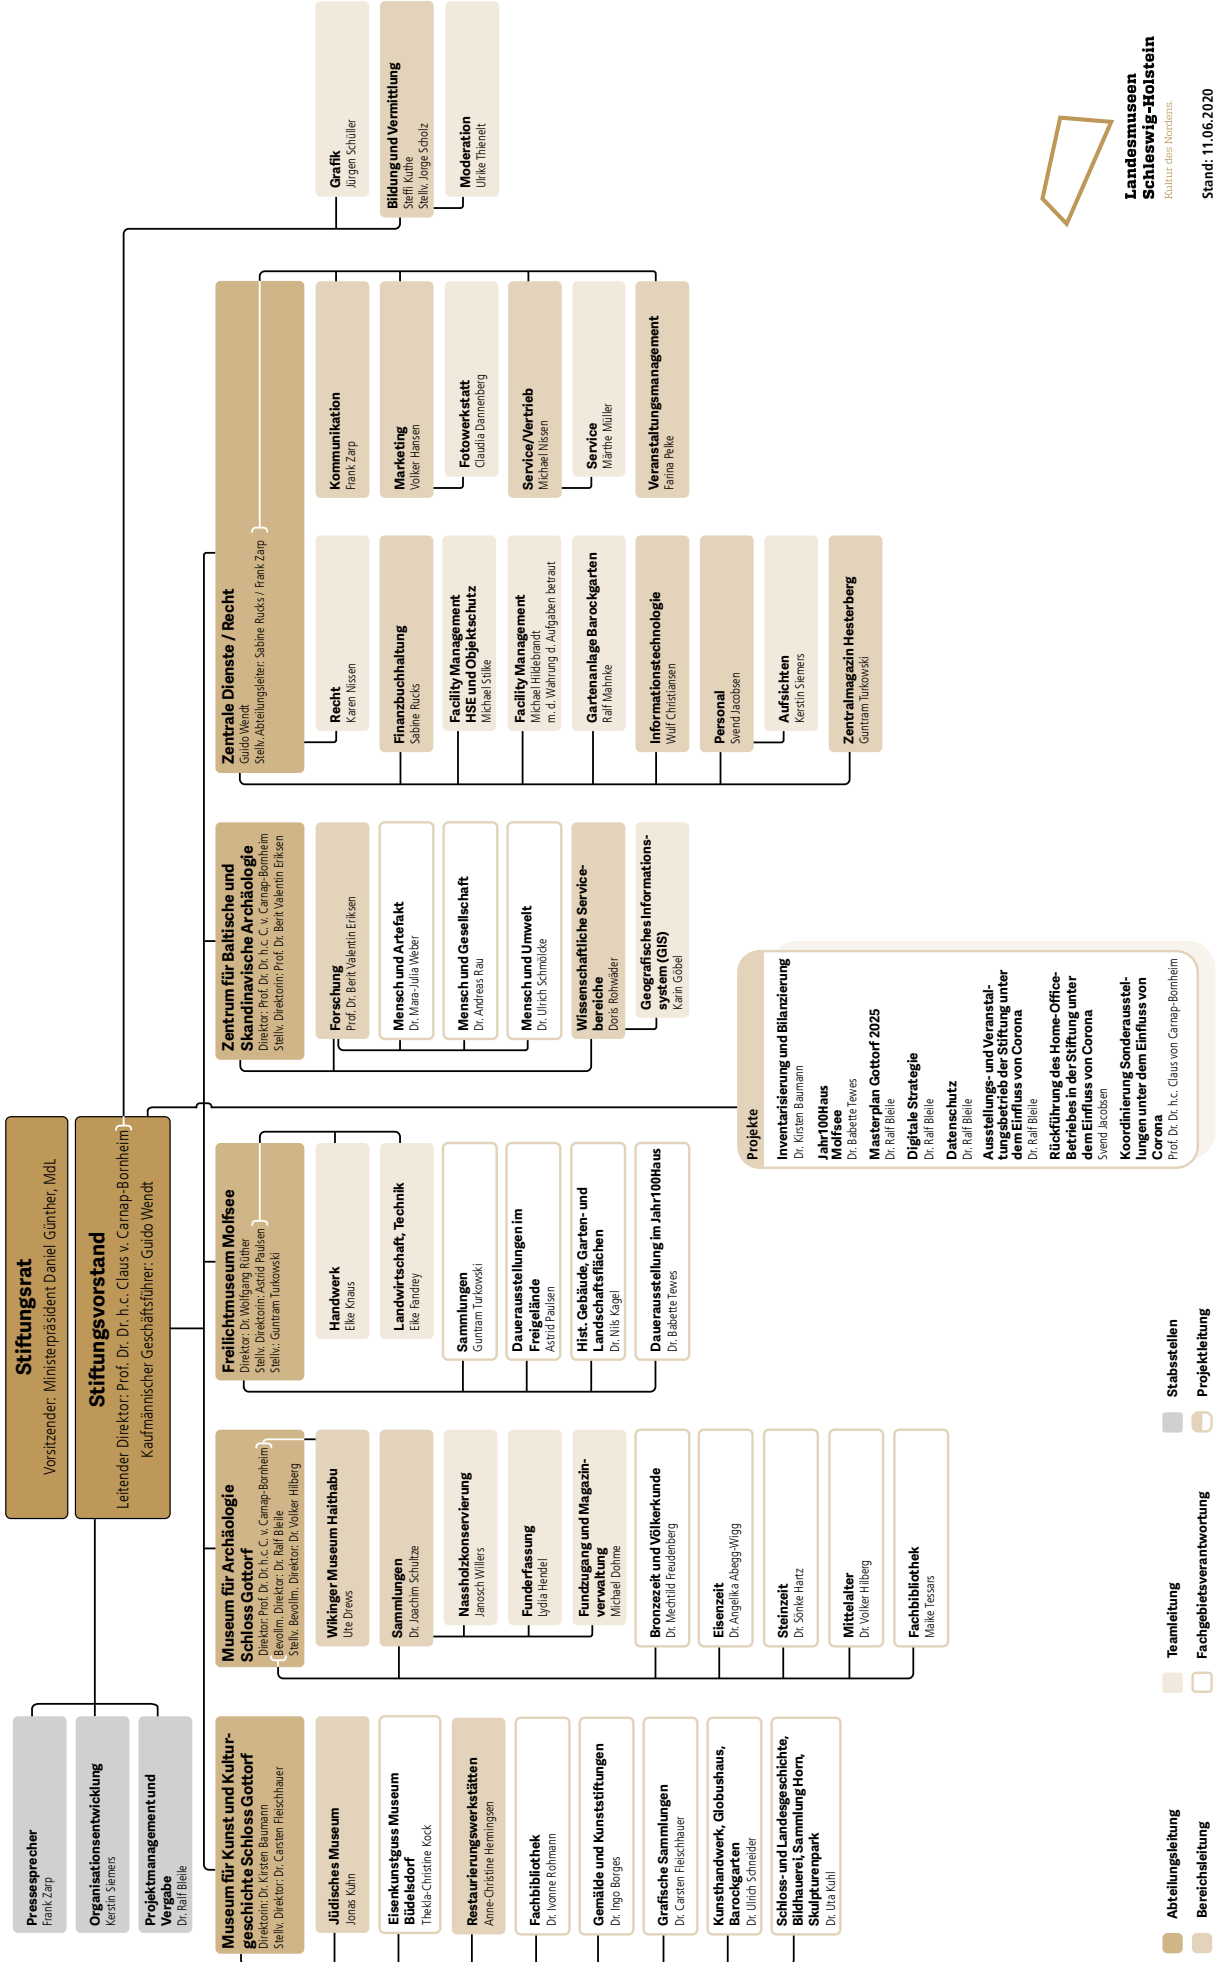 Stiftungsrat
Vorsitzender: Ministerpräsident Daniel Günther, MdL
Stiftungsvorstand
Leitender Direktor: Prof. Dr. Dr. h.c. Claus v. Carnap-Bornheim
Kaufmännischer Geschäftsführer: Guido Wendt
Pressesprecher
Frank Zarp
Organisationsentwicklung
Kerstin Siemers
Projektmanagement und
Vergabe
Dr. Ralf Bleile
Museum für Kunst und Kultur-
geschichte Schloss Gottorf
Direktorin: Dr. Kirsten Baumann
Stellv. Direktor: Dr. Carsten Fleischhauer
Jüdisches Museum
Jonas Kuhn
Eisenkunstguss Museum
Büdelsdorf
Thekla-Christine Kock
Restaurierungswerkstätten
Anne-Christine Henningsen
Fachbibliothek
Dr. Ivonne Rohmann
Gemälde und Kunststiftungen
Dr. Ingo Borges
Grafische Sammlungen
Dr. Carsten Fleischhauer
Kunsthandwerk, Globushaus,
Barockgarten
Dr. Ulrich Schneider
Schloss- und Landesgeschichte,
Bildhauerei, Sammlung Horn,
Skulpturenpark
Dr. Uta Kuhl
Museum für Archäologie
Schloss Gottorf
Direktor: Prof. Dr. Dr. h.c. C. v. Carnap-Bornheim
Bevollm. Direktor: Dr. Ralf Bleile
Stellv. Bevollm. Direktor: Dr. Volker Hilberg
Wikinger Museum Haithabu
Ute Drews
Sammlungen
Dr. Joachim Schultze
Nassholzkonservierung
Janosch Willers
Funderfassung
Lydia Hendel
Fundzugang und Magazin-
verwaltung
Michael Dohme
Bronzezeit und Völkerkunde
Dr. Mechtild Freudenberg
Eisenzeit
Dr. Angelika Abegg-Wigg
Steinzeit
Dr. Sönke Hartz
Mittelalter
Dr. Volker Hilberg
Fachbibliothek
Maike Tessars
Freilichtmuseum Molfsee
Direktor: Dr. Wolfgang Rüther
Stellv. Direktorin: Astrid Paulsen
Stellv.: Guntram Turkowski
Handwerk
Elke Knaus
Landwirtschaft, Technik
Eike Fandrey
Sammlungen
Guntram Turkowski
Dauerausstellungen im
Freigelände
Astrid Paulsen
Hist. Gebäude, Garten- und
Landschaftsflächen
Dr. Nils Kagel
Dauerausstellung im Jahr100Haus
Dr. Babette Tewes
Zentrum für Baltische und
Skandinavische Archäologie
Direktor: Prof. Dr. Dr. h.c. C. v. Carnap-Bornheim
Stellv. Direktorin: Prof. Dr. Berit Valentin Eriksen
Forschung
Prof. Dr. Berit Valentin Eriksen
Mensch und Artefakt
Dr. Mara-Julia Weber
Mensch und Gesellschaft
Dr. Andreas Rau
Mensch und Umwelt
Dr. Ulrich Schmölcke
Wissenschaftliche Service-
bereiche
Doris Rohwäder
Geografisches Informations-
system (GIS)
Karin Göbel
Zentrale Dienste / Recht
Guido Wendt
Stellv. Abteilungsleiter: Sabine Rucks / Frank Zarp
Recht
Karen Nissen
Finanzbuchhaltung
Sabine Rucks
Facility Management
HSE und Objektschutz
Michael Stilke
Facility Management
Michael Hildebrandt
m. d. Wahrung d. Aufgaben betraut
Gartenanlage Barockgarten
Ralf Mahnke
Informationstechnologie
Wulf Christiansen
Personal
Svend Jacobsen
Aufsichten
Kerstin Siemers
Zentralmagazin Hesterberg
Guntram Turkowski
Kommunikation
Frank Zarp
Marketing
Volker Hansen
Fotowerkstatt
Claudia Dannenberg
Service/Vertrieb
Michael Nissen
Service
Märthe Müller
Veranstaltungsmanagement
Farina Pelke
Grafik
Jürgen Schüller
Bildung und Vermittlung
Steffi Kuthe
Stellv. Jorge Scholz
Moderation
Ulrike Thienelt
Projekte
Inventarisierung und Bilanzierung
Dr. Kirsten Baumann
Jahr100Haus
Molfsee
Dr. Babette Tewes
Masterplan Gottorf 2025
Dr. Ralf Bleile
Digitale Strategie
Dr. Ralf Bleile
Datenschutz
Dr. Ralf Bleile
Ausstellungs- und Veranstal-
tungsbetrieb der Stiftung unter
dem Einfluss von Corona
Dr. Ralf Bleile
Rückführung des Home-Office-
Betriebes in der Stiftung unter
dem Einfluss von Corona
Svend Jacobsen
Koordinierung Sonderausstel-
lungen unter dem Einfluss von
Corona
Prof. Dr. Dr. h.c. Claus von Carnap-Bornheim
Abteilungsleitung
Bereichsleitung
Teamleitung
Fachgebietsverantwortung
Stabsstellen
Projektleitung
Landesmuseen
Schleswig-Holstein
Kultur des Nordens.
Stand: 11.06.2020